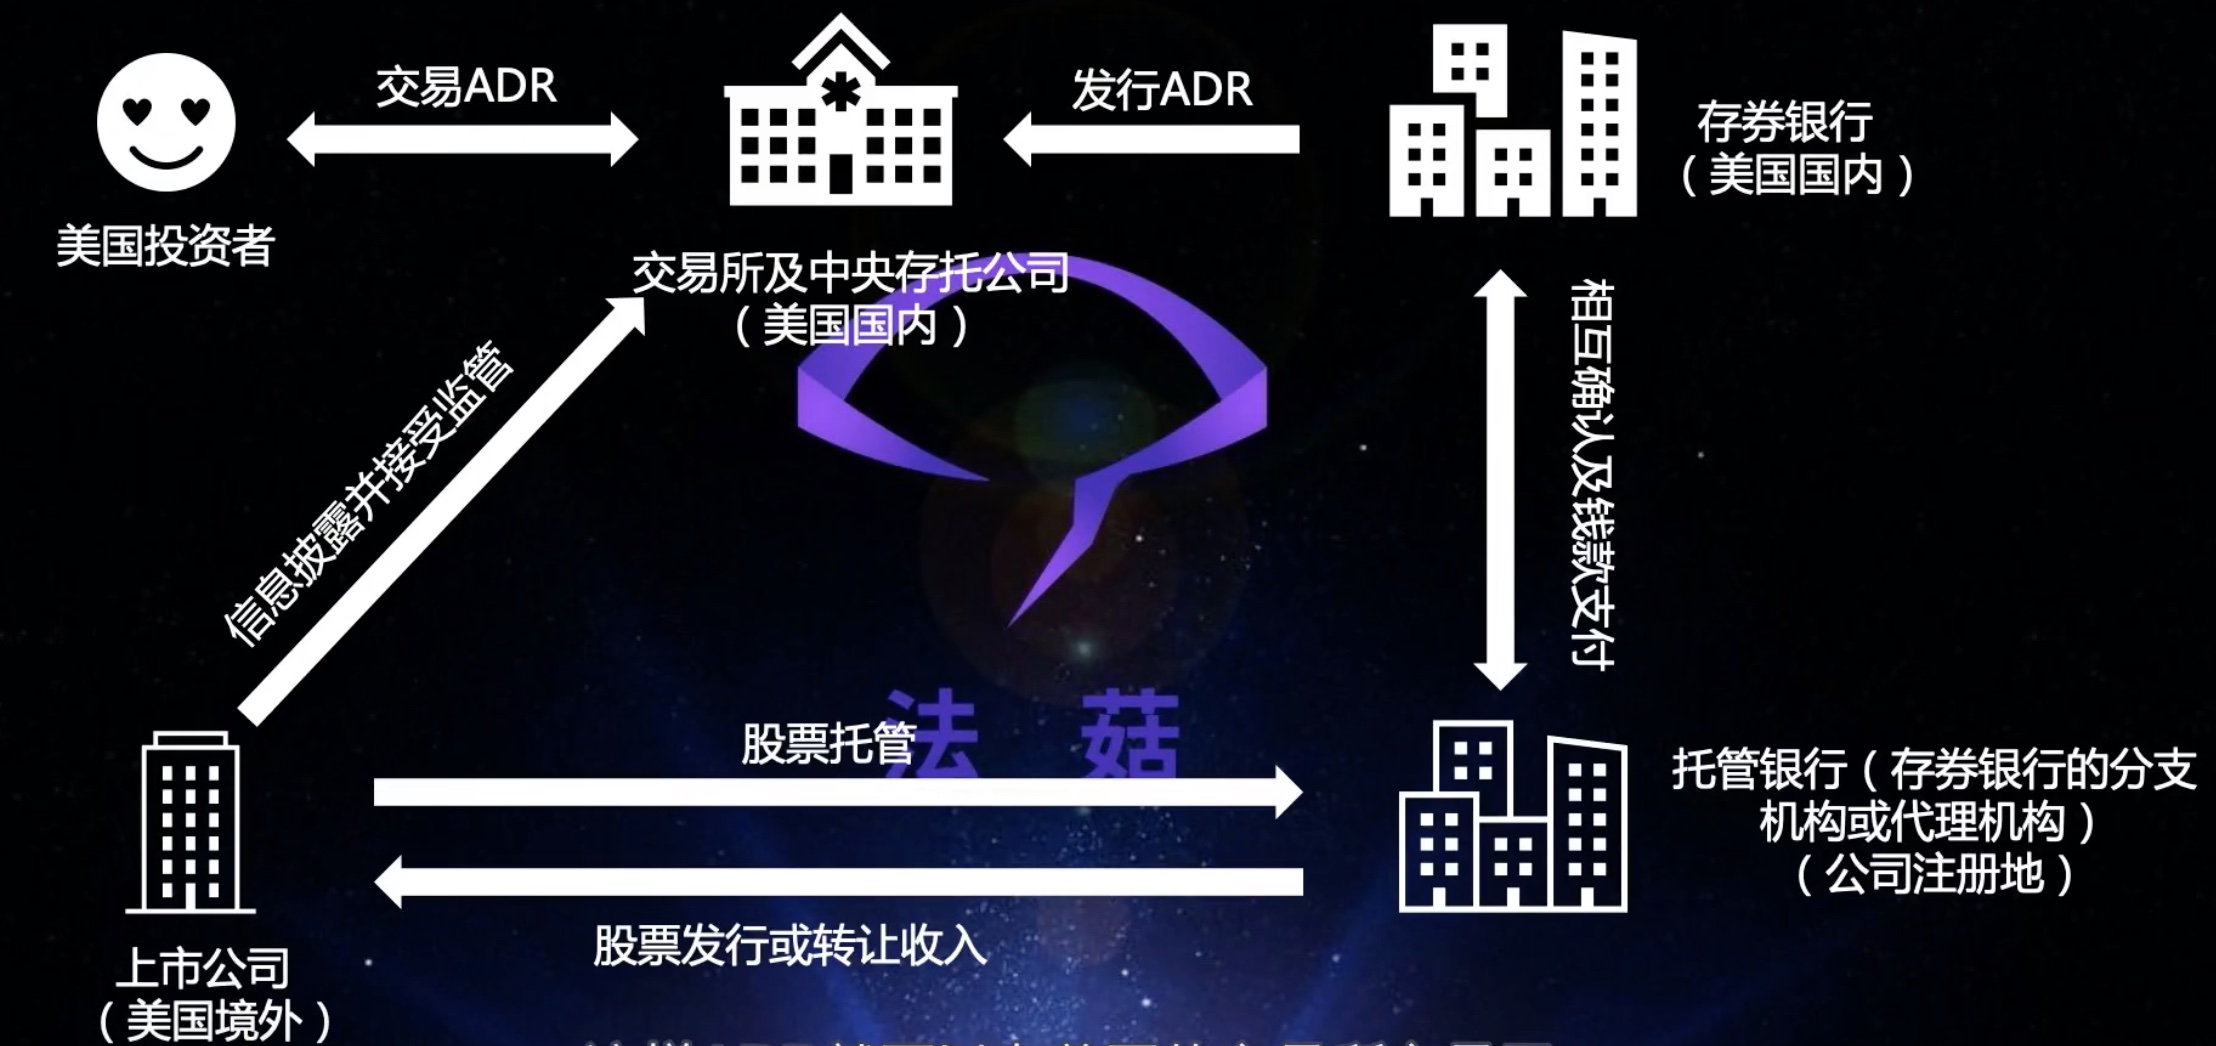 交易ADR
发行ADR
存券银行
（美国国内）
美国投资者
交易所及中央存托公司
（美国国内）
相互确认及钱款支付
信息披露并接受监管
法 菇
股票托管
托管银行（存券银行的分支
机构或代理机构）
（公司注册地）
股票发行或转让收入
上市公司
（美国境外）